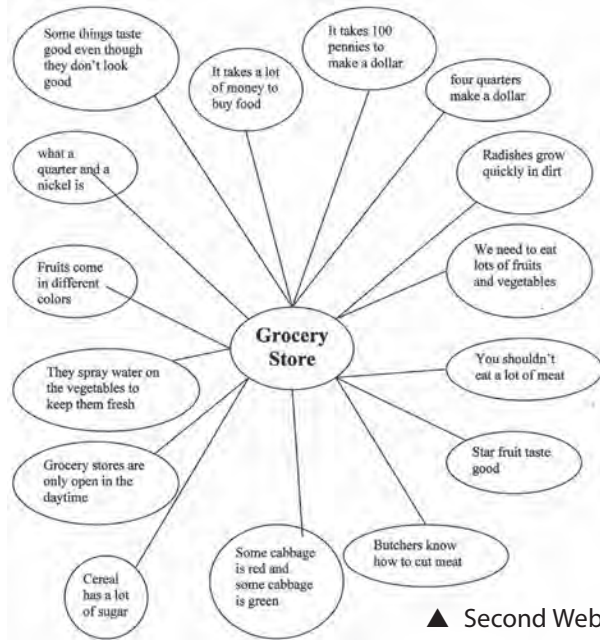 Some things taste
good even though
they don't look
good
It takes a lot
of money to
buy food
It takes 100
pennies to
make a dollar
four quarters
make a dollar
what a
quarter and a
nickel is
Radishes grow
quickly in dirt
Fruits come
in different
colors
We need to eat
lots of fruits
and vegetables
Grocery
Store
They spray water on
the vegetables to
keep them fresh
You shouldn't
eat a lot of meat
Grocery stores are
only open in the
daytime
Star fruit taste
good
Cereal
has a lot
of sugar
Some cabbage
is red and
some cabbage
is green
Butchers know
how to cut meat
▲ Second Web